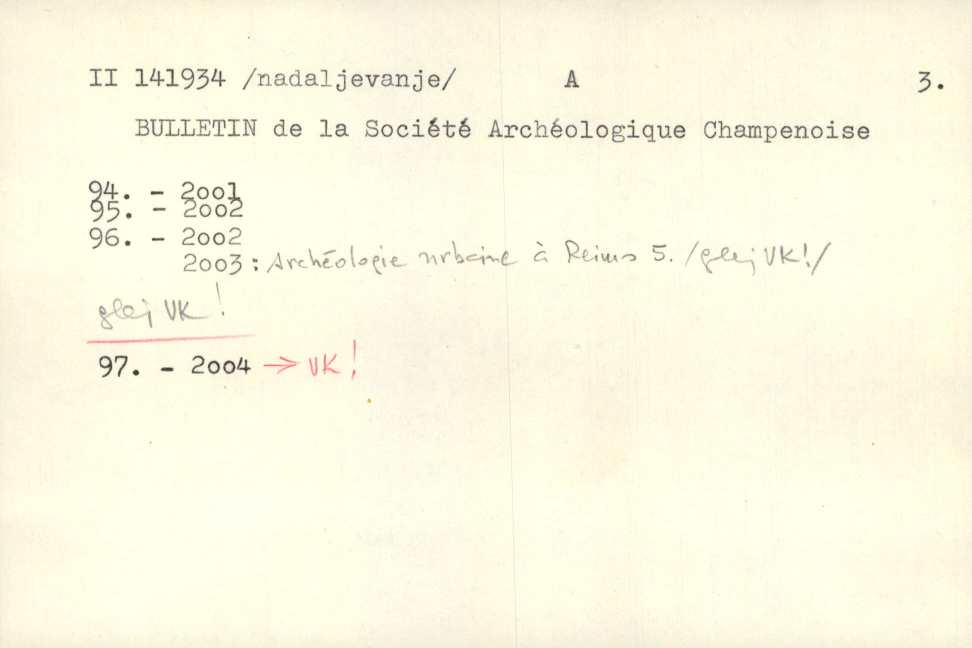 II 141934 /nadaljevanje/ A 3.
BULLETIN de la Société Archéologique Champenoise
94. - 2001
95. - 2002
96. - 2002
2003 : Archéologie urbaine à Reims 5. /glej VK!/
glej VK!
97. - 2004 → VK!